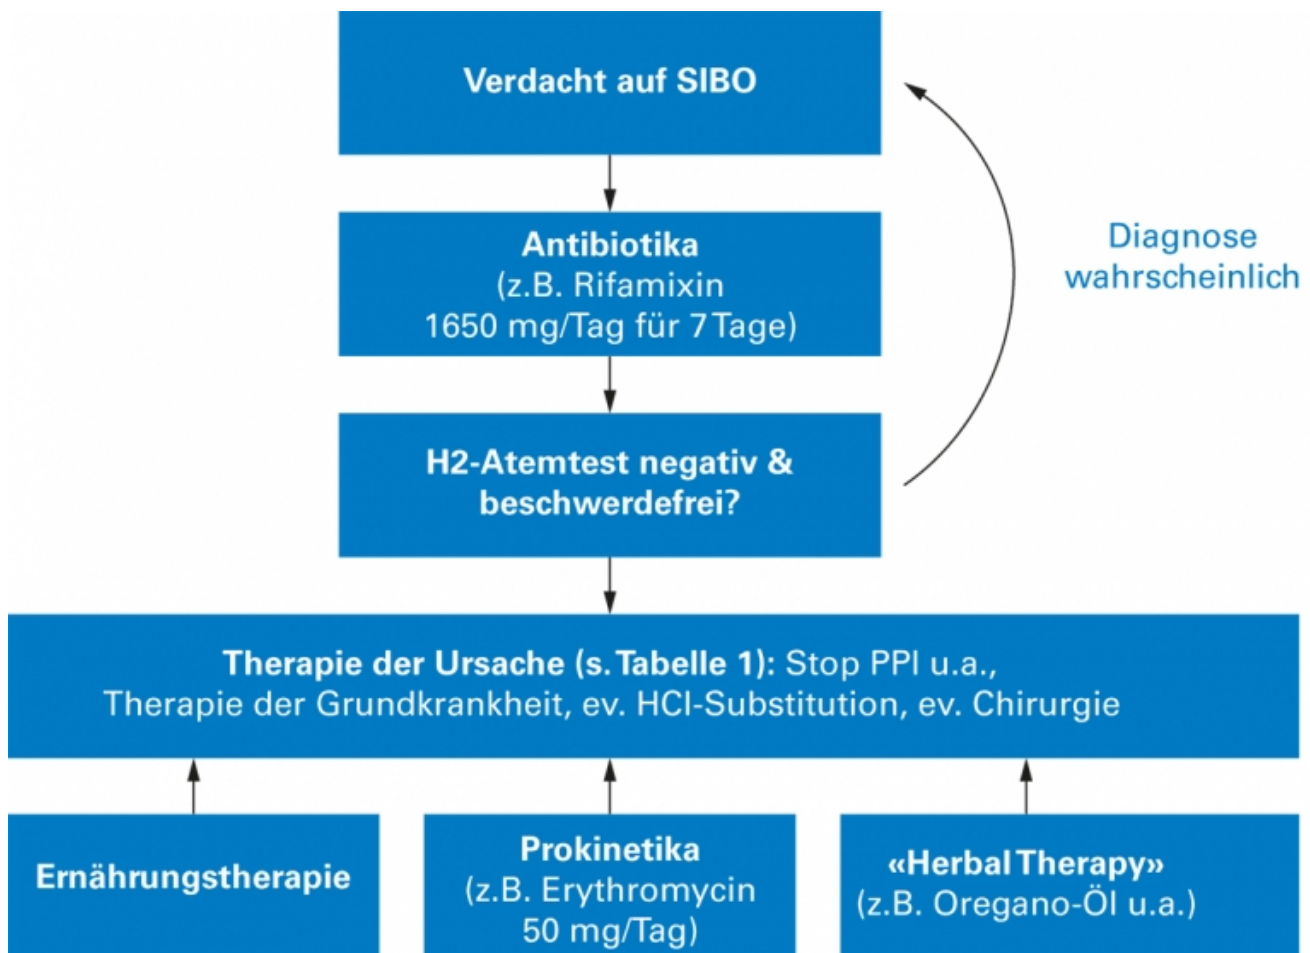 Verdacht auf SIBO
Antibiotika
(z.B. Rifamixin
1650 mg/Tag für 7 Tage)
Diagnose
wahrscheinlich
H2-Atemtest negativ &
beschwerdefrei?
Therapie der Ursache (s. Tabelle 1): Stop PPI u.a.,
Therapie der Grundkrankheit, ev. HCl-Substitution, ev. Chirurgie
Ernährungstherapie
Prokinetika
(z.B. Erythromycin
50 mg/Tag)
«Herbal Therapy»
(z.B. Oregano-Öl u.a.)